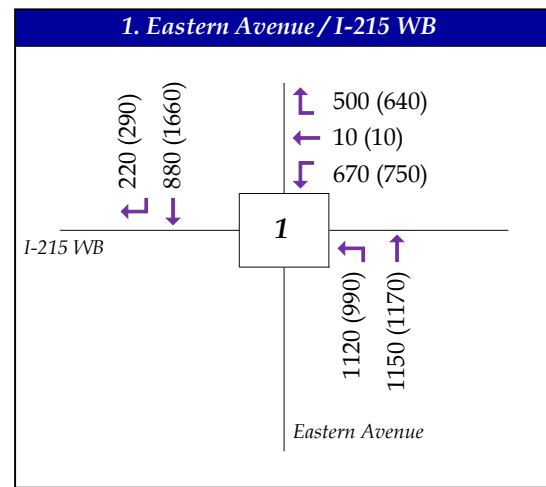 1. Eastern Avenue / I-215 WB
220 (290)
880 (1660)
500 (640)
10 (10)
670 (750)
1
I-215 WB
1120 (990)
1150 (1170)
Eastern Avenue